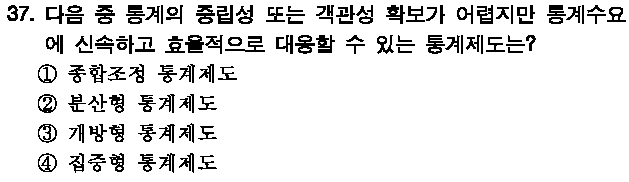 37. 다음 중 통계의 중립성 또는 객관성 확보가 어렵지만 통계수요
에 신속하고 효율적으로 대응할 수 있는 통계제도는?
① 종합조정 통계제도
② 분산형 통계제도
③ 개방형 통계제도
④ 집중형 통계제도